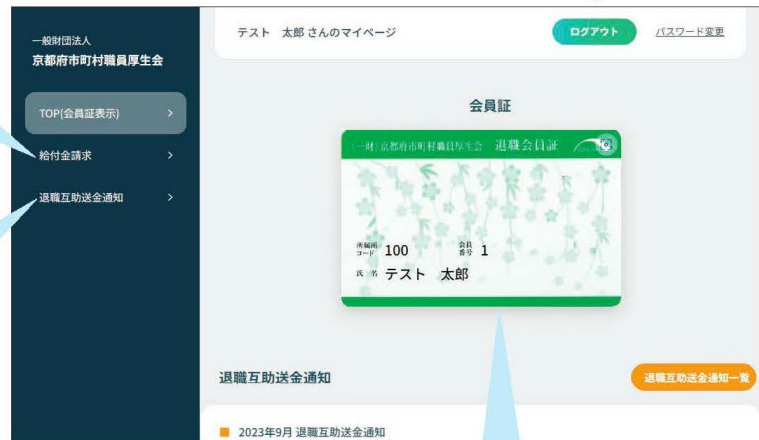 一般財団法人
京都府市町村職員厚生会
TOP(会員証表示)
給付金請求
退職互助送金通知
テスト 太郎 さんのマイページ
ログアウト
パスワード変更
会員証
(一財)京都府市町村職員厚生会 退職会員証
所属所コード 100 会員番号 1
氏 名 テスト 太郎
退職互助送金通知
退職互助送金通知一覧
2023年9月 退職互助送金通知